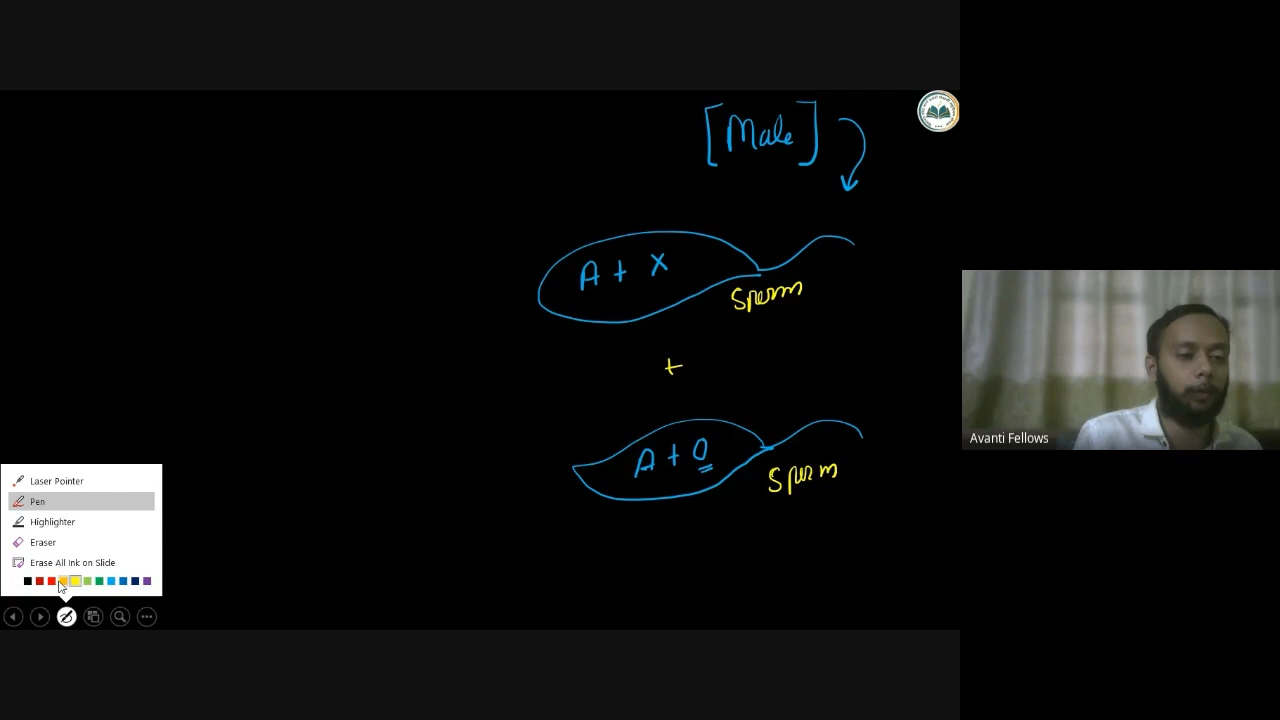 [Male]
A + X
Sperm
+
A + O
Sperm
Avanti Fellows
Laser Pointer
Pen
Highlighter
Eraser
Erase All Ink on Slide